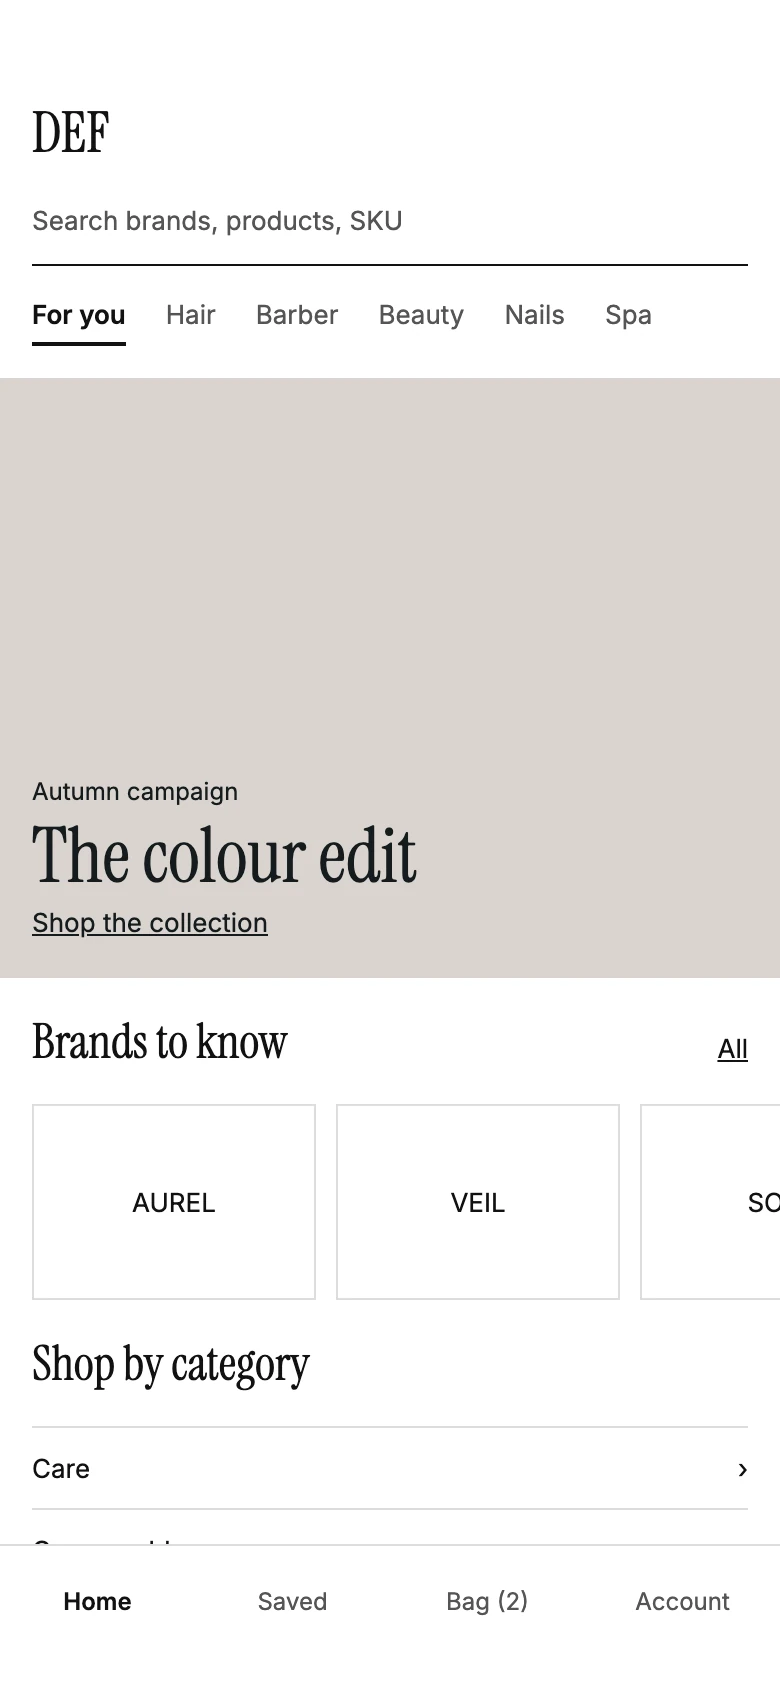 DEF
Search brands, products, SKU
For you Hair Barber Beauty Nails Spa
Autumn campaign
The colour edit
Shop the collection
Brands to know All
AUREL VEIL
Shop by category
Care ›
Home Saved Bag (2) Account